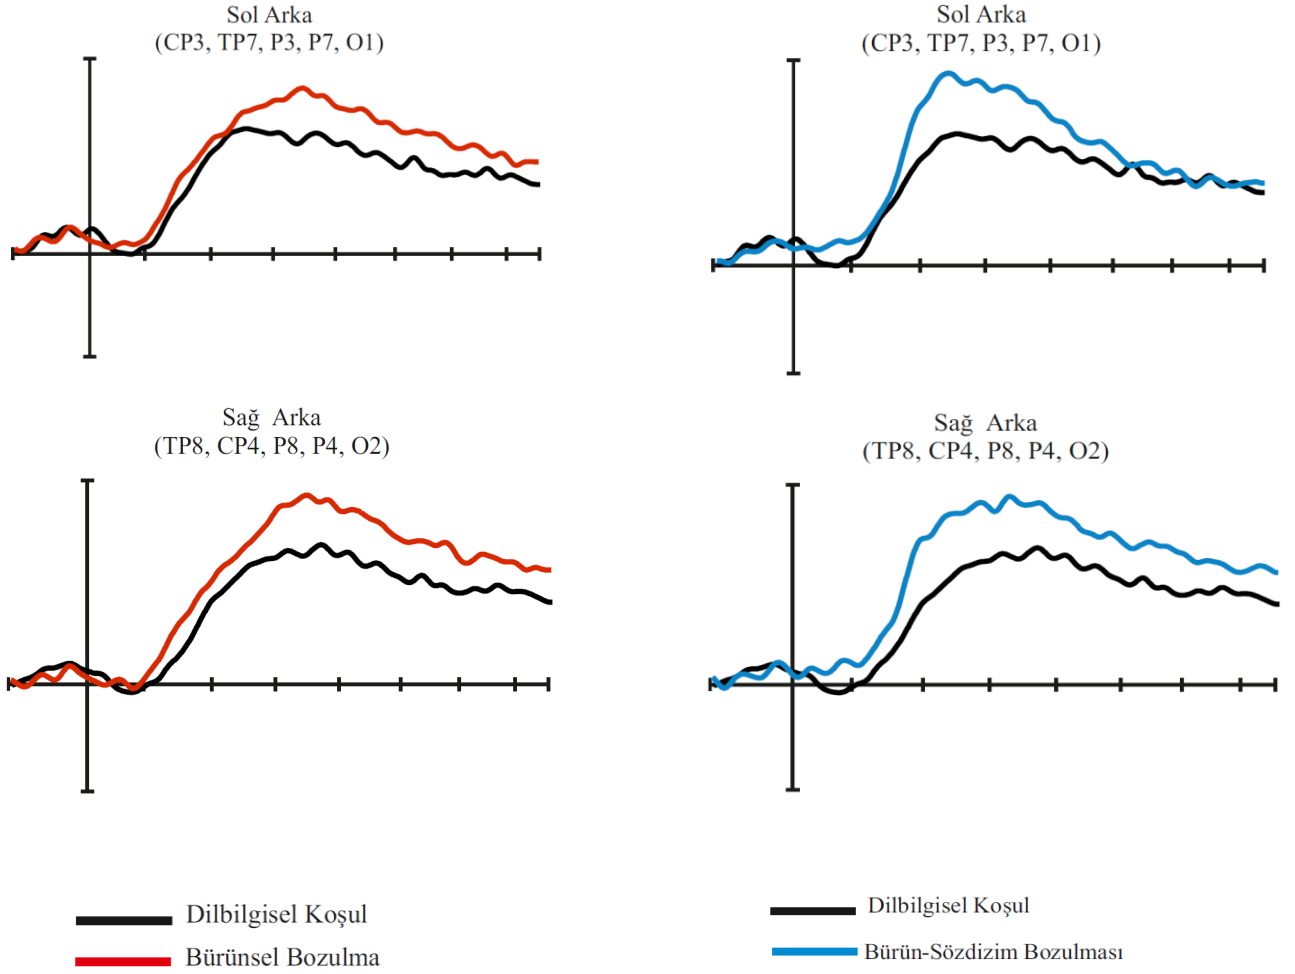 Sol Arka
(CP3, TP7, P3, P7, O1)
Sol Arka
(CP3, TP7, P3, P7, O1)
Sağ Arka
(TP8, CP4, P8, P4, O2)
Sağ Arka
(TP8, CP4, P8, P4, O2)
Dilbilgisel Koşul
Bürünsel Bozulma
Dilbilgisel Koşul
Bürün-Sözdizim Bozulması